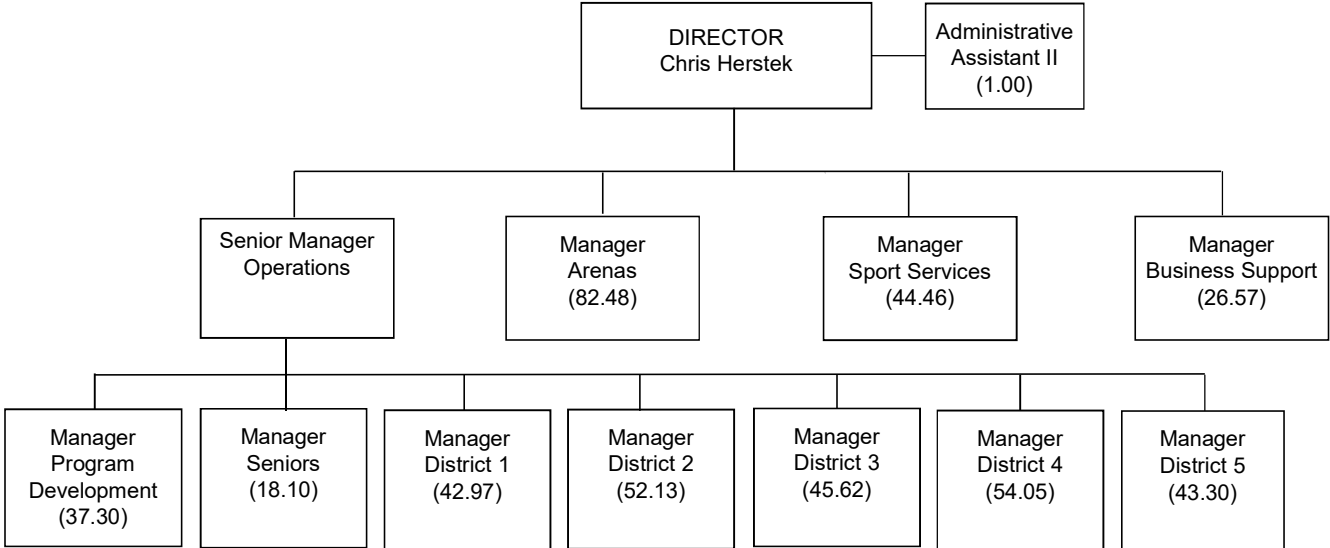 DIRECTOR
Chris Herstek
Administrative
Assistant II
(1.00)
Senior Manager
Operations
Manager
Arenas
(82.48)
Manager
Sport Services
(44.46)
Manager
Business Support
(26.57)
Manager
Program
Development
(37.30)
Manager
Seniors
(18.10)
Manager
District 1
(42.97)
Manager
District 2
(52.13)
Manager
District 3
(45.62)
Manager
District 4
(54.05)
Manager
District 5
(43.30)